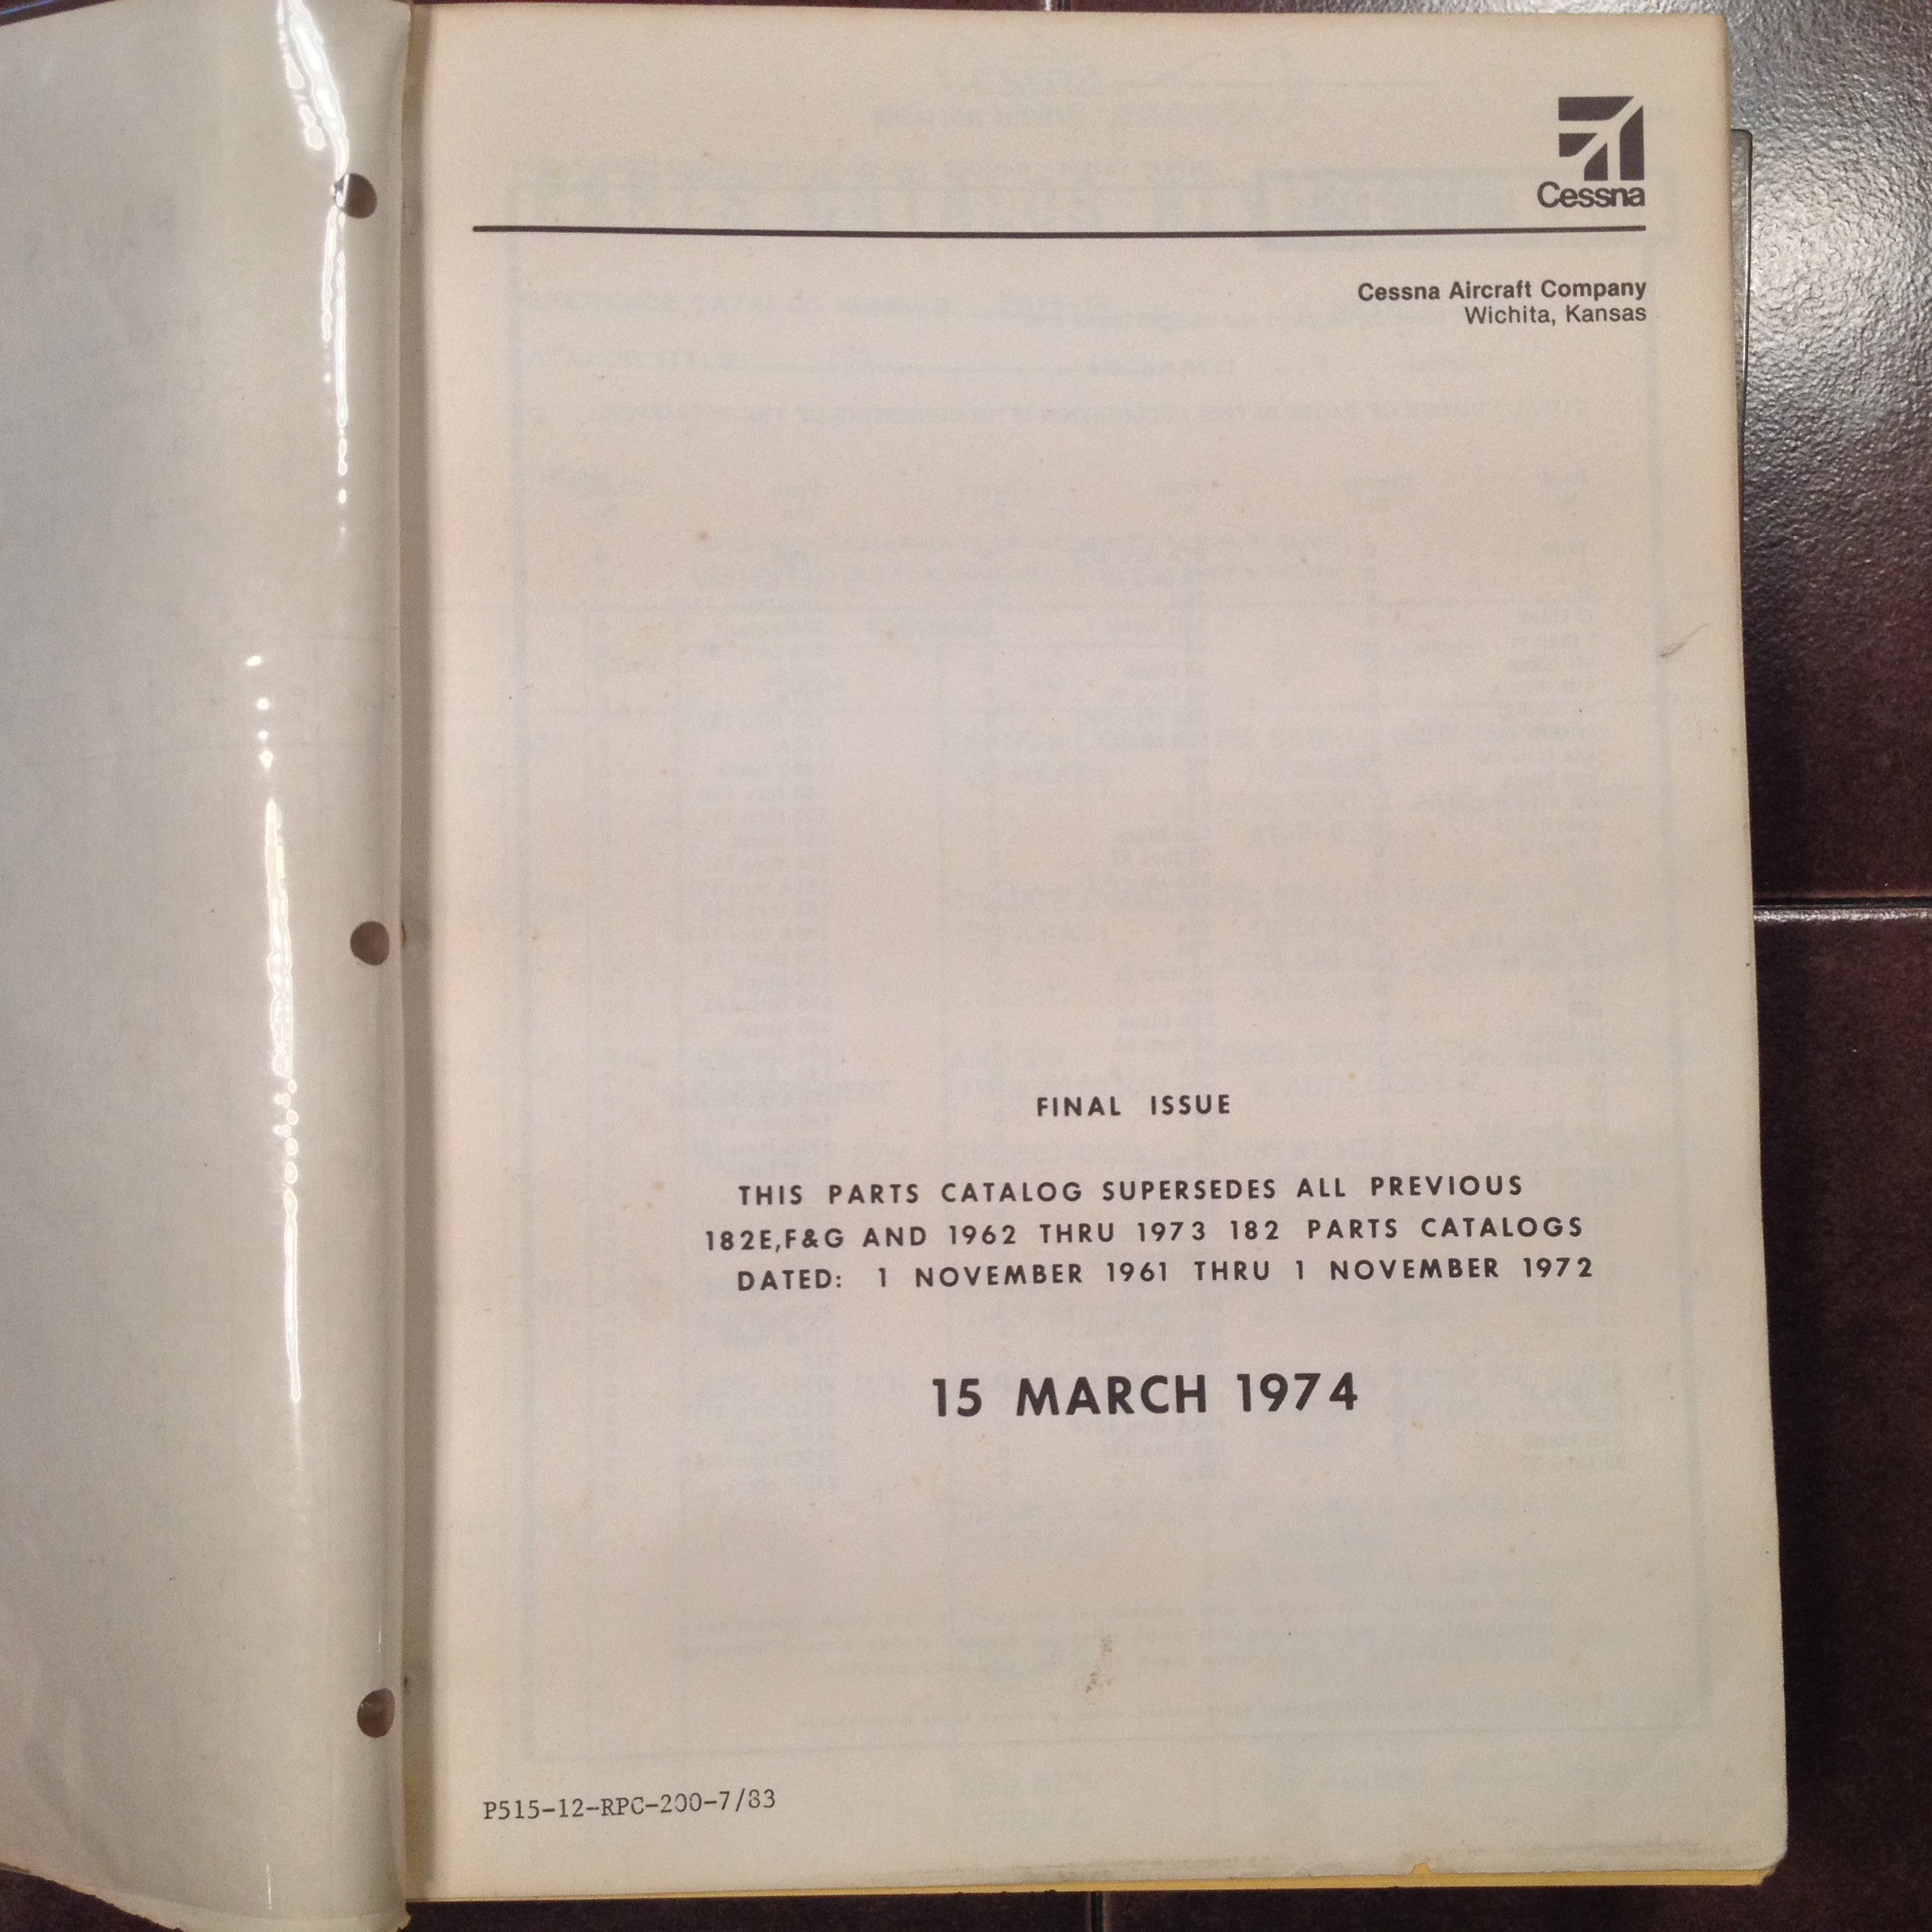 Cessna
Cessna Aircraft Company
Wichita, Kansas
FINAL ISSUE
THIS PARTS CATALOG SUPERSEDES ALL PREVIOUS
182E,F&G AND 1962 THRU 1973 182 PARTS CATALOGS
DATED: 1 NOVEMBER 1961 THRU 1 NOVEMBER 1972
15 MARCH 1974
P515-12-RPC-200-7/83